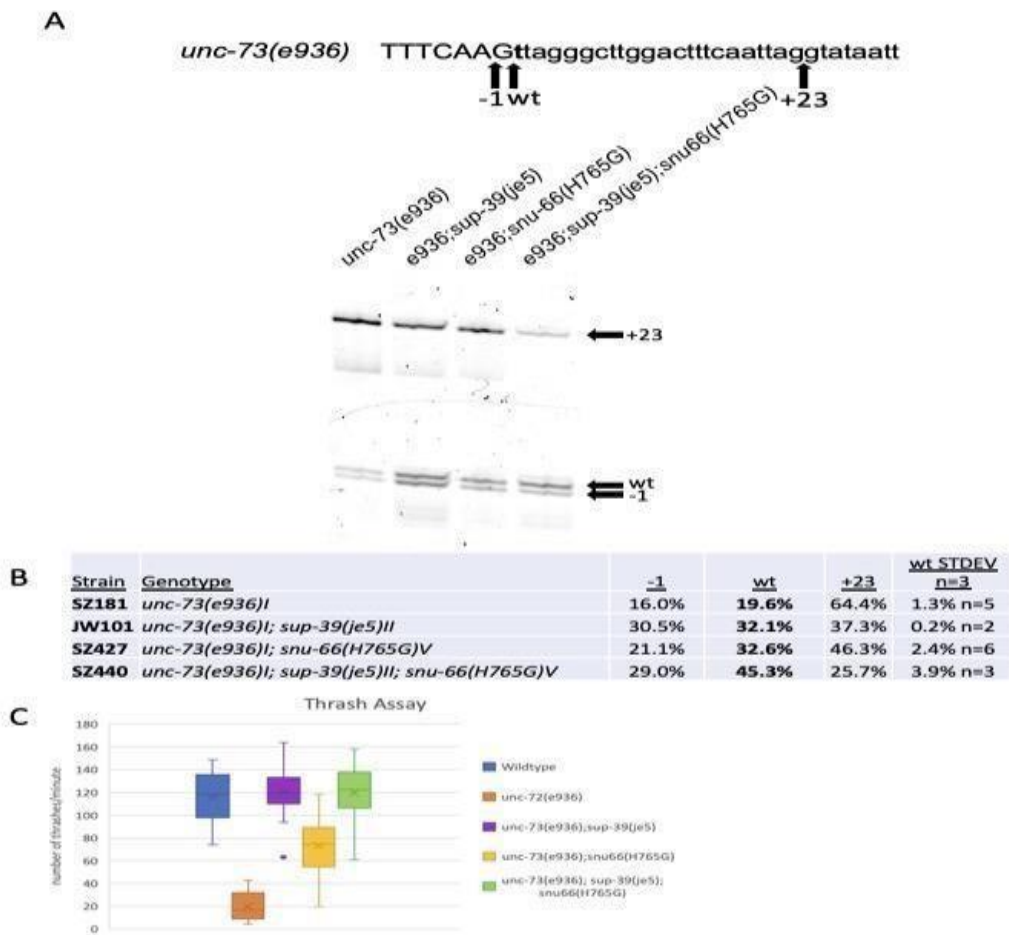 A
unc-73(e936) TTTCAAGttagggcttggactttcaattaggtataatt
-1 wt +23
unc-73(e936)
e936;sup-39(je5)
e936;snu-66(H765G)
e936;sup-39(je5);snu66(H765G)
+23
wt
-1
B
Strain Genotype -1 wt +23 wt STDEV n=3
SZ181 unc-73(e936)I 16.0% 19.6% 64.4% 1.3% n=5
JW101 unc-73(e936)I; sup-39(je5)II 30.5% 32.1% 37.3% 0.2% n=2
SZ427 unc-73(e936)I; snu-66(H765G)V 21.1% 32.6% 46.3% 2.4% n=6
SZ440 unc-73(e936)I; sup-39(je5)II; snu-66(H765G)V 29.0% 45.3% 25.7% 3.9% n=3
C
Thrash Assay
number of thrashes/minute
180
160
140
120
100
80
60
40
20
0
Wildtype
unc-72(e936)
unc-73(e936);sup-39(je5)
unc-73(e936);snu66(H765G)
unc-73(e936); sup-39(je5);
snu66(H765G)